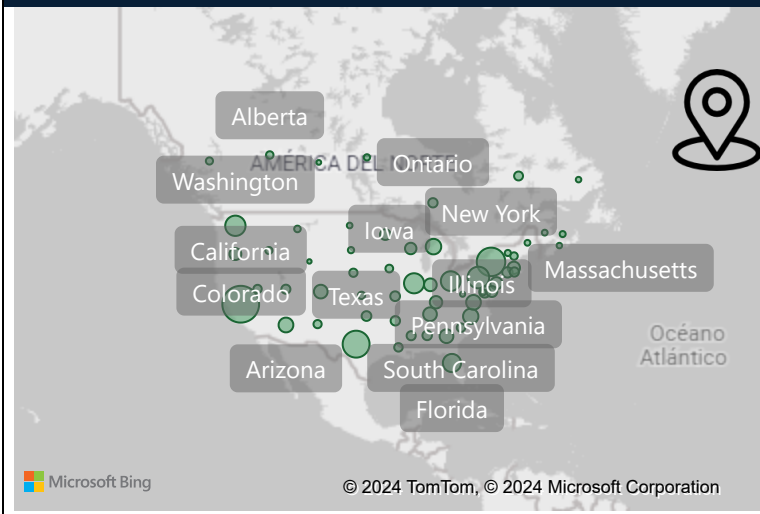 Alberta
AMÉRICA DEL NORTE
Ontario
Washington
New York
Iowa
California
Massachusetts
Illinois
Colorado
Texas
Pennsylvania
Océano
Atlántico
Arizona
South Carolina
Florida
Microsoft Bing
© 2024 TomTom, © 2024 Microsoft Corporation